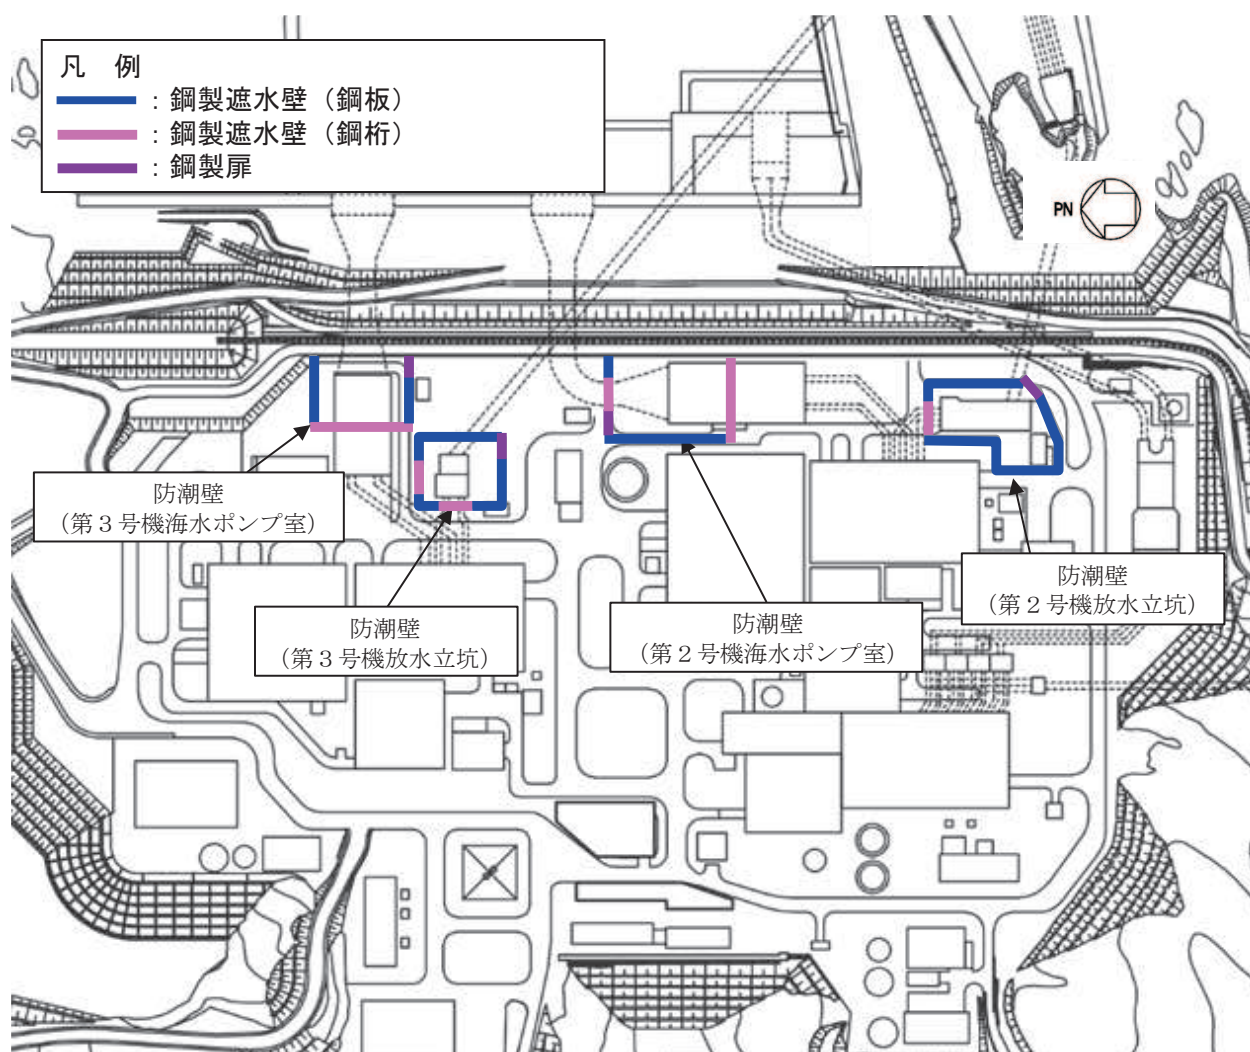 凡　例
：鋼製遮水壁（鋼板）
：鋼製遮水壁（鋼桁）
：鋼製扉
PN
防潮壁
（第３号機海水ポンプ室）
防潮壁
（第３号機放水立坑）
防潮壁
（第２号機海水ポンプ室）
防潮壁
（第２号機放水立坑）